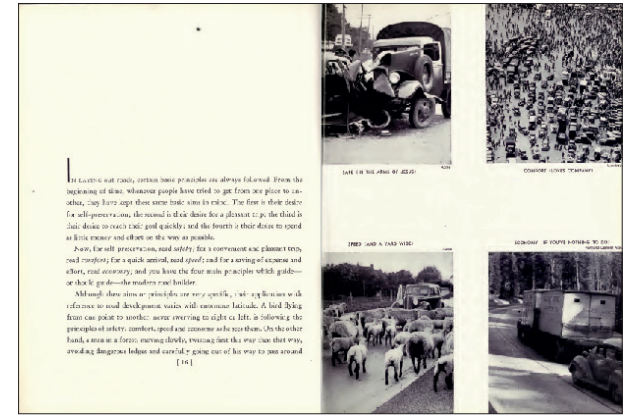 IN LAYING out roads, certain basic principles are always followed. From the
beginning of time, whenever people have tried to get from one place to an-
other, they have kept these same basic aims in mind. The first is their desire
for self-preservation; the second is their desire for a pleasant trip; the third is
their desire to reach their goal quickly; and the fourth is their desire to spend
as little money and effort on the way as possible.
Now, for self-preservation, read safety; for a convenient and pleasant trip,
read comfort; for a quick arrival, read speed; and for a saving of expense and
effort, read economy, and you have the four main principles which guide—
or should guide—the modern road builder.
Although these aims or principles are very specific, their application with
reference to road development varies with enormous latitude. A bird flying
from one point to another, never swerving to right or left, is following the
principles of safety, comfort, speed and economy as he sees them. On the other
hand, a man in a forest, moving slowly, twisting first this way then that way,
avoiding dangerous ledges and carefully going out of his way to pass around
[16]
SAFE IN THE ARMS OF JESUS!
COMFORT—LOVES COMPANY!
SPEED (AND A YARD WIDE)!
ECONOMY—IF YOU'VE NOTHING TO DO!